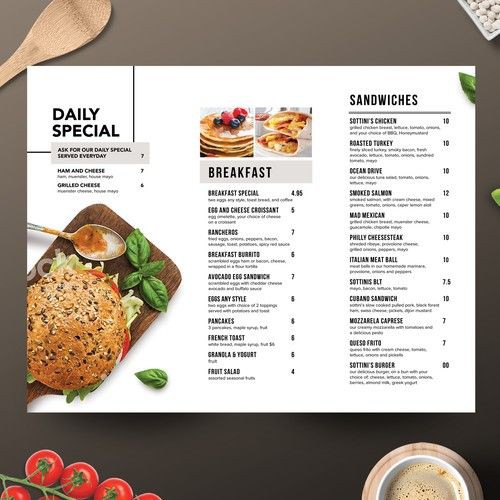 DAILY
SPECIAL
ASK FOR OUR DAILY SPECIAL
SERVED EVERYDAY 7
HAM AND CHEESE 7
ham, muenster, house mayo
GRILLED CHEESE 6
muenster cheese, house mayo
BREAKFAST
BREAKFAST SPECIAL 4.95
two eggs any style, toast, bread, and coffee
EGG AND CHEESE CROISSANT 5
egg omelette, your choice of cheese
on a croissant
RANCHEROS 7
fried eggs, onions, peppers, bacon,
sausage, toast, potatoes, spicy red sauce
BREAKFAST BURRITO 6
scrambled eggs ham or bacon, cheese,
wrapped in a flour tortilla
AVOCADO EGG SANDWICH 7
scrambled eggs with cheddar cheese
avocado and buffalo sauce
EGGS ANY STYLE 6
two eggs with choice of 2 toppings
served with potatoes and toast
PANCAKES 6
3 pancakes, maple syrup, fruit
FRENCH TOAST 6
white bread, maple syrup, fruit $6
GRANOLA & YOGURT 6
fruit
FRUIT SALAD 4
assorted seasonal fruits
SANDWICHES
SOTTINI'S CHICKEN 10
grilled chicken breast, lettuce, tomato, onions,
and your choice of BBQ, Honeymustard
ROASTED TURKEY 10
finely sliced turkey, smoky bacon, fresh
avocado, lettuce, tomato, onions, sundried
tomato, mayo
OCEAN DRIVE 10
our delicious tuna salad, tomato, onions,
lettuce, mayo
SMOKED SALMON 12
smoked salmon, with cream cheese, mixed
greens, tomato, onions, caper lemon aioli
MAD MEXICAN 10
grilled chicken breast, muenster cheese,
guacamole, chipotle mayo
PHILLY CHEESESTEAK 10
shredded ribeye, provolone cheese,
grilled onions, peppers, mayo
ITALIAN MEAT BALL 10
meat balls in our homemade marinara,
provolone, onions and peppers
SOTTINIS BLT 7.5
mayo, bacon, lettuce, tomato
CUBANO SANDWICH 10
sottini's slow cooked pulled pork, black forest
ham, swiss cheese, pickles, dijon mustard
MOZZARELA CAPRESE 7
our creamy mozzarella with tomatoes and
a delicious pesto
QUESO FRITO 7
queso frito with cream cheese, tomato,
lettuce, onions and pickels
SOTTINI'S BURGER 00
our delicious burger, on a bun with your
choice of, cheese, lettuce, tomato, onions,
berries, almond milk, greek yogurt